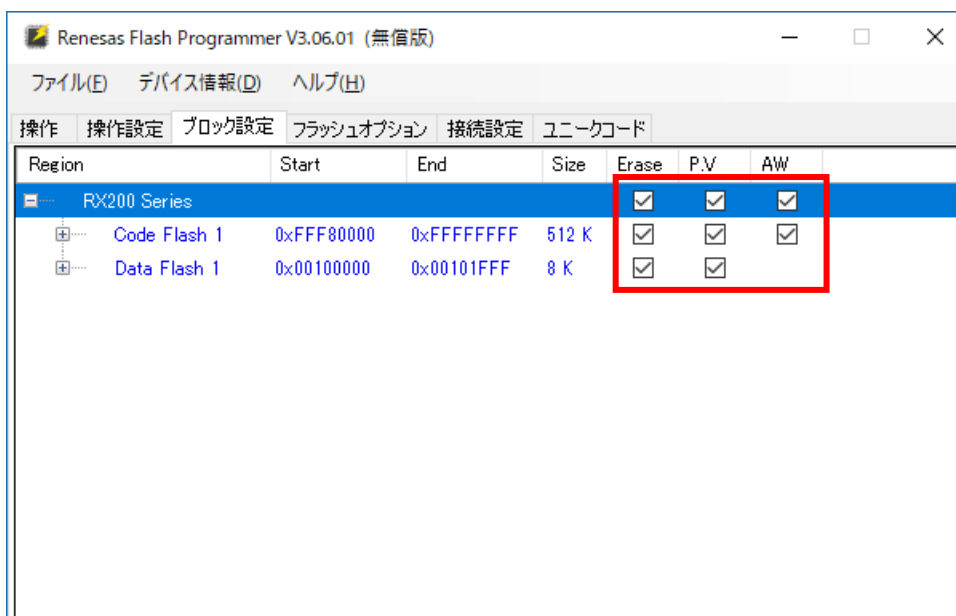 Renesas Flash Programmer V3.06.01 (無償版)
ファイル(F) デバイス情報(D) ヘルプ(H)
操作 操作設定 ブロック設定 フラッシュオプション 接続設定 ユニークコード
Region Start End Size Erase P.V AW
RX200 Series
Code Flash 1 0xFFF80000 0xFFFFFFFF 512 K
Data Flash 1 0x00100000 0x00101FFF 8 K